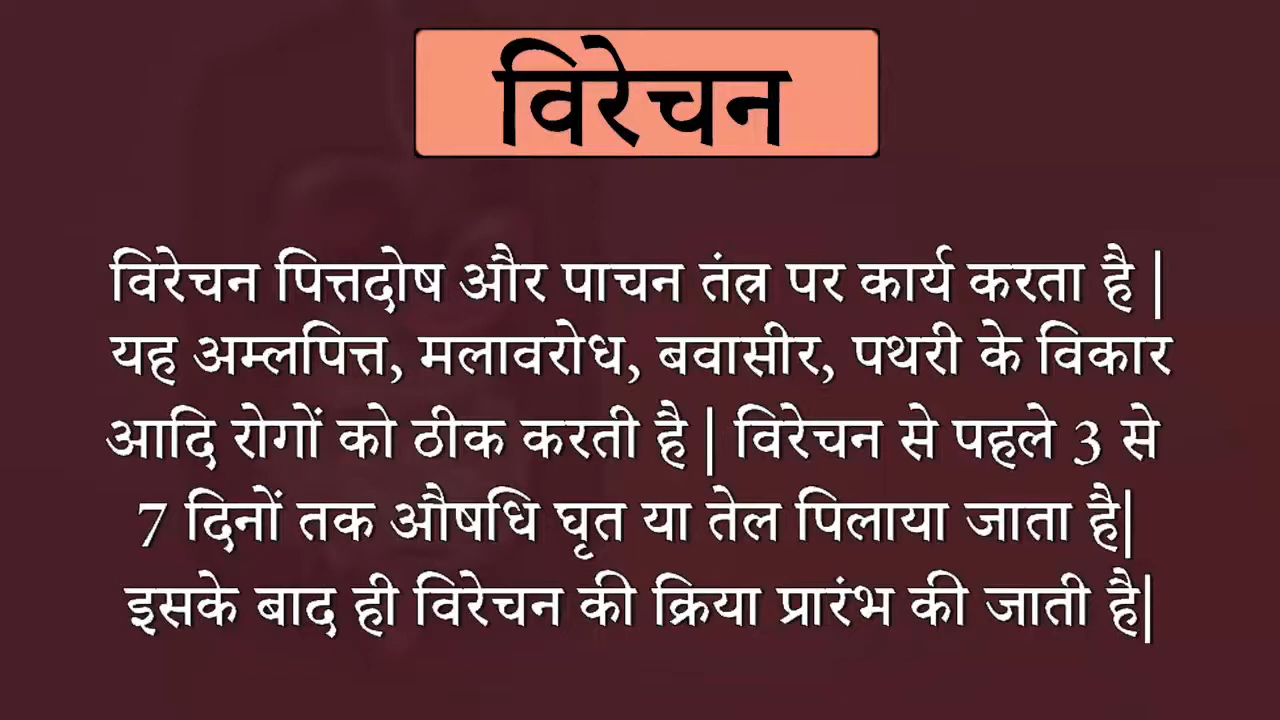 विरेचन
विरेचन पित्तदोष और पाचन तंत्र पर कार्य करता है |
यह अम्लपित्त, मलावरोध, बवासीर, पथरी के विकार
आदि रोगों को ठीक करती है | विरेचन से पहले 3 से
7 दिनों तक औषधि घृत या तेल पिलाया जाता है|
इसके बाद ही विरेचन की क्रिया प्रारंभ की जाती है|